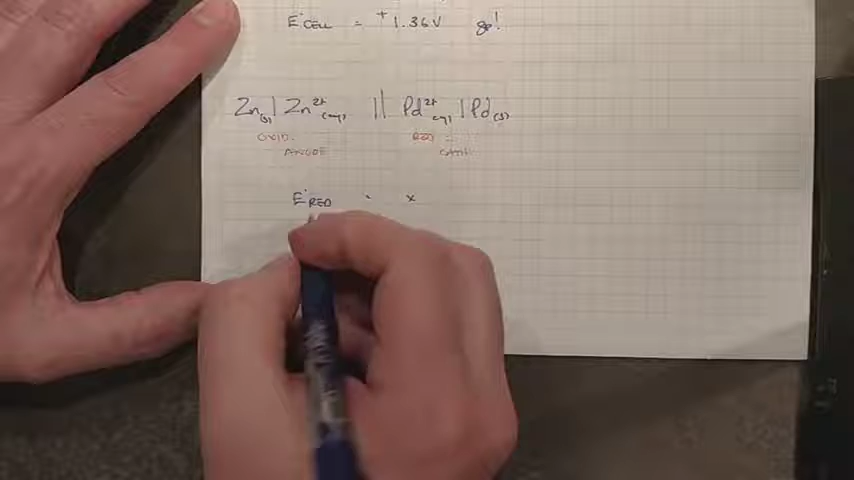 E°CELL = +1.36V go!
Zn(s) | Zn²⁺(aq) || Pd²⁺(aq) | Pd(s)
OXID. RED
ANODE CATH.
E°RED = x